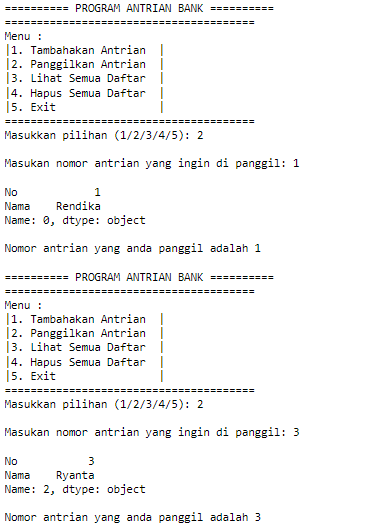 ========== PROGRAM ANTRIAN BANK ==========
=======================================
Menu :
|1. Tambahakan Antrian  |
|2. Panggilkan Antrian  |
|3. Lihat Semua Daftar  |
|4. Hapus Semua Daftar  |
|5. Exit                |
=======================================
Masukkan pilihan (1/2/3/4/5): 2
Masukan nomor antrian yang ingin di panggil: 1
No            1
Nama    Rendika
Name: 0, dtype: object
Nomor antrian yang anda panggil adalah 1
========== PROGRAM ANTRIAN BANK ==========
=======================================
Menu :
|1. Tambahakan Antrian  |
|2. Panggilkan Antrian  |
|3. Lihat Semua Daftar  |
|4. Hapus Semua Daftar  |
|5. Exit                |
=======================================
Masukkan pilihan (1/2/3/4/5): 2
Masukan nomor antrian yang ingin di panggil: 3
No           3
Nama    Ryanta
Name: 2, dtype: object
Nomor antrian yang anda panggil adalah 3